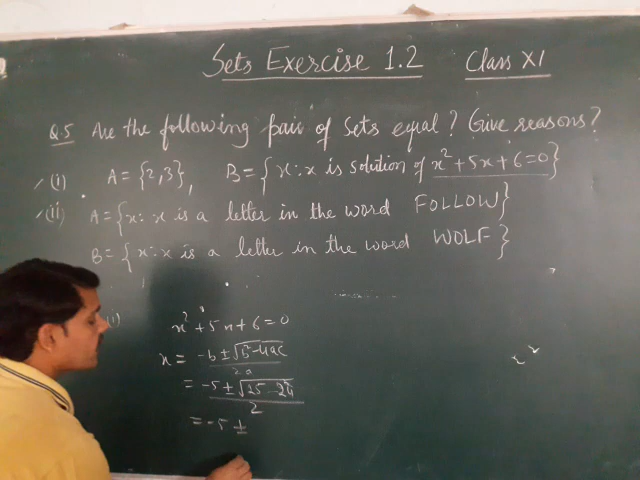 Sets Exercise 1.2 Class XI
Q.5 Are the following pair of Sets equal? Give reasons?
(i) A = {2,3}, B = {x:x is solution of x²+5x+6=0}
(ii) A={x: x is a letter in the word FOLLOW}
B={x:x is a letter in the word WOLF}
(i) x²+5x+6=0
x = -b±√b²-4ac
2a
= -5±√25-24
2
= -5±